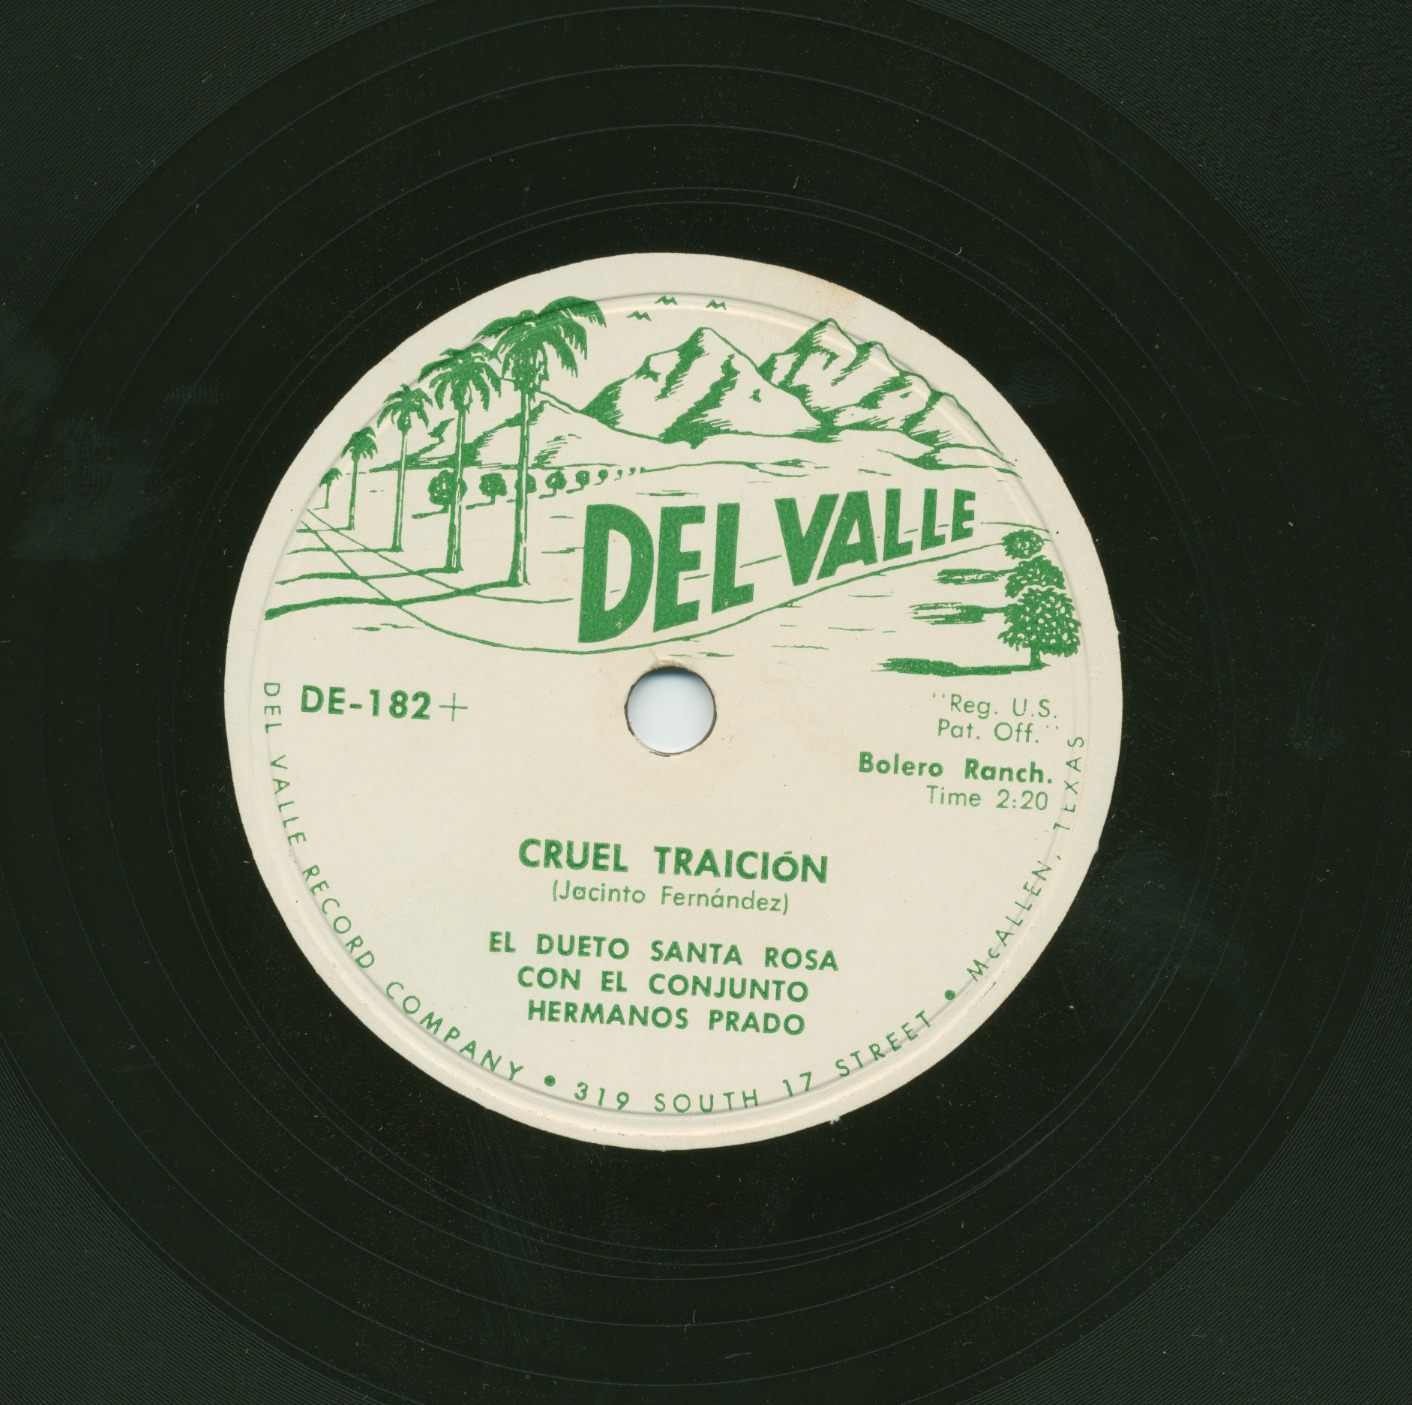 DEL VALLE
DE-182+
"Reg. U.S.
Pat. Off."
Bolero Ranch.
Time 2:20
CRUEL TRAICIÓN
(Jacinto Fernández)
EL DUETO SANTA ROSA
CON EL CONJUNTO
HERMANOS PRADO
DEL VALLE RECORD COMPANY • 319 SOUTH 17 STREET • McALLEN, TEXAS